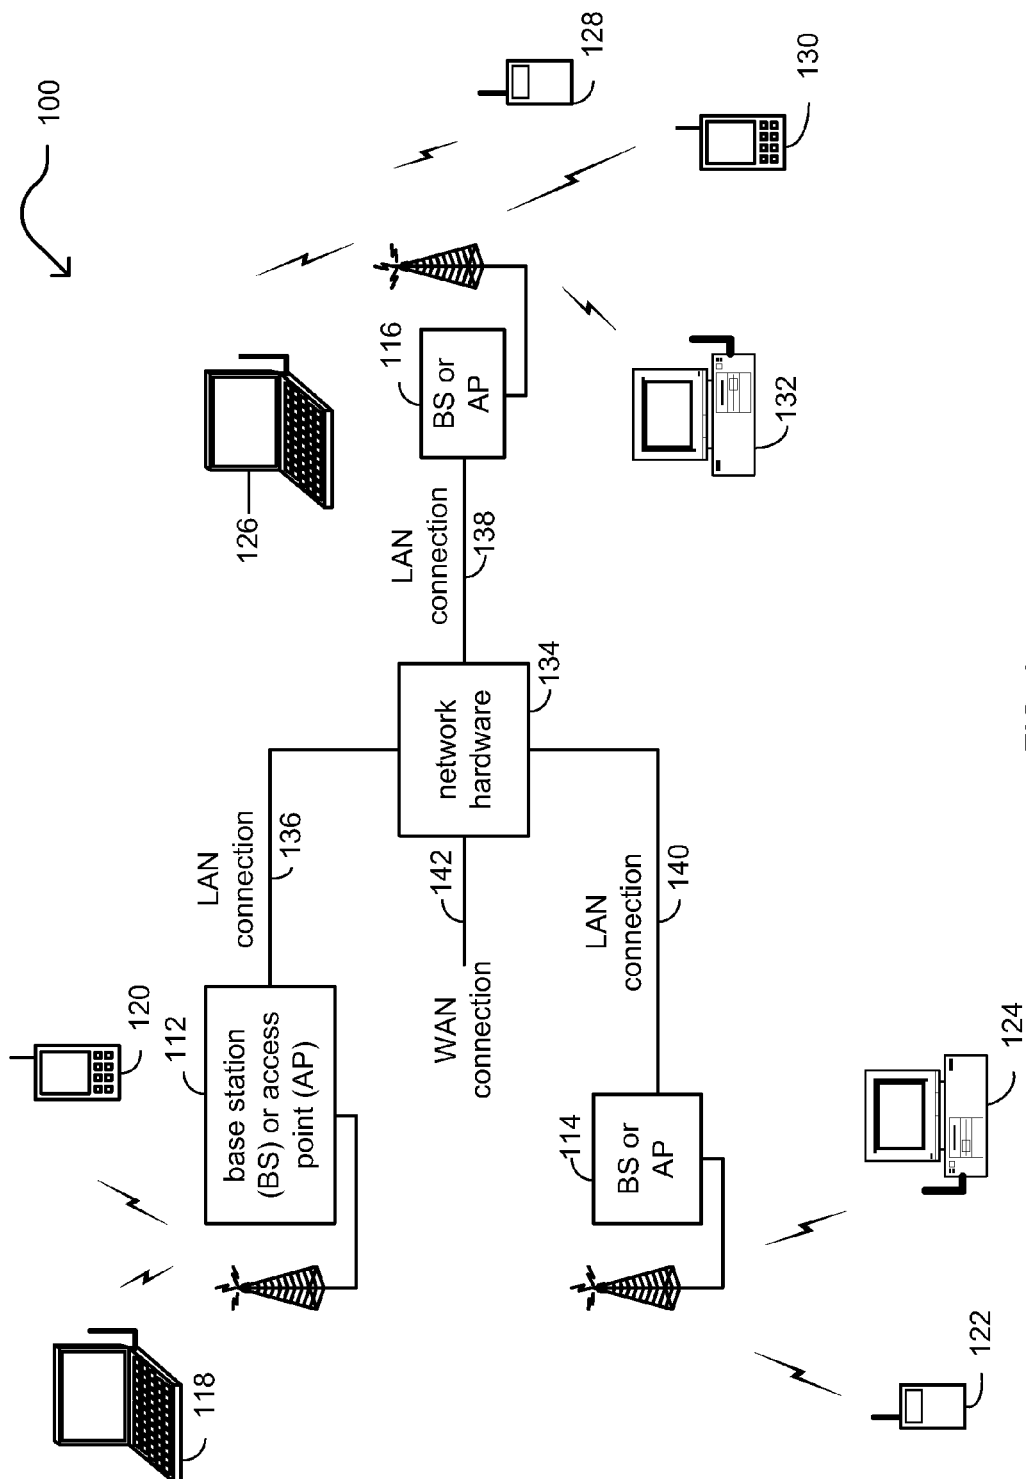 100
118
120
112
base station
(BS) or access
point (AP)
LAN
connection
136
126
116
BS or
AP
LAN
connection
138
128
130
132
network
hardware
134
142
WAN
connection
LAN
connection
140
114
BS or
AP
122
124